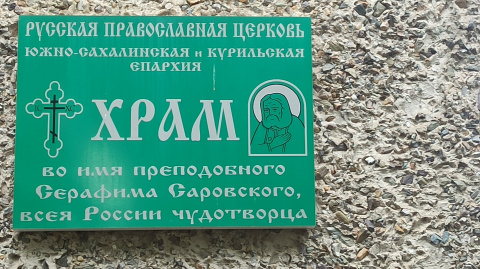 РУССКАЯ ПРАВОСЛАВНАЯ ЦЕРКОВЬ
ЮЖНО-САХАЛИНСКАЯ и КУРИЛЬСКАЯ
ЕПАРХИЯ
ХРАМ
во имя преподобного
Серафима Саровского,
всея России чудотворца